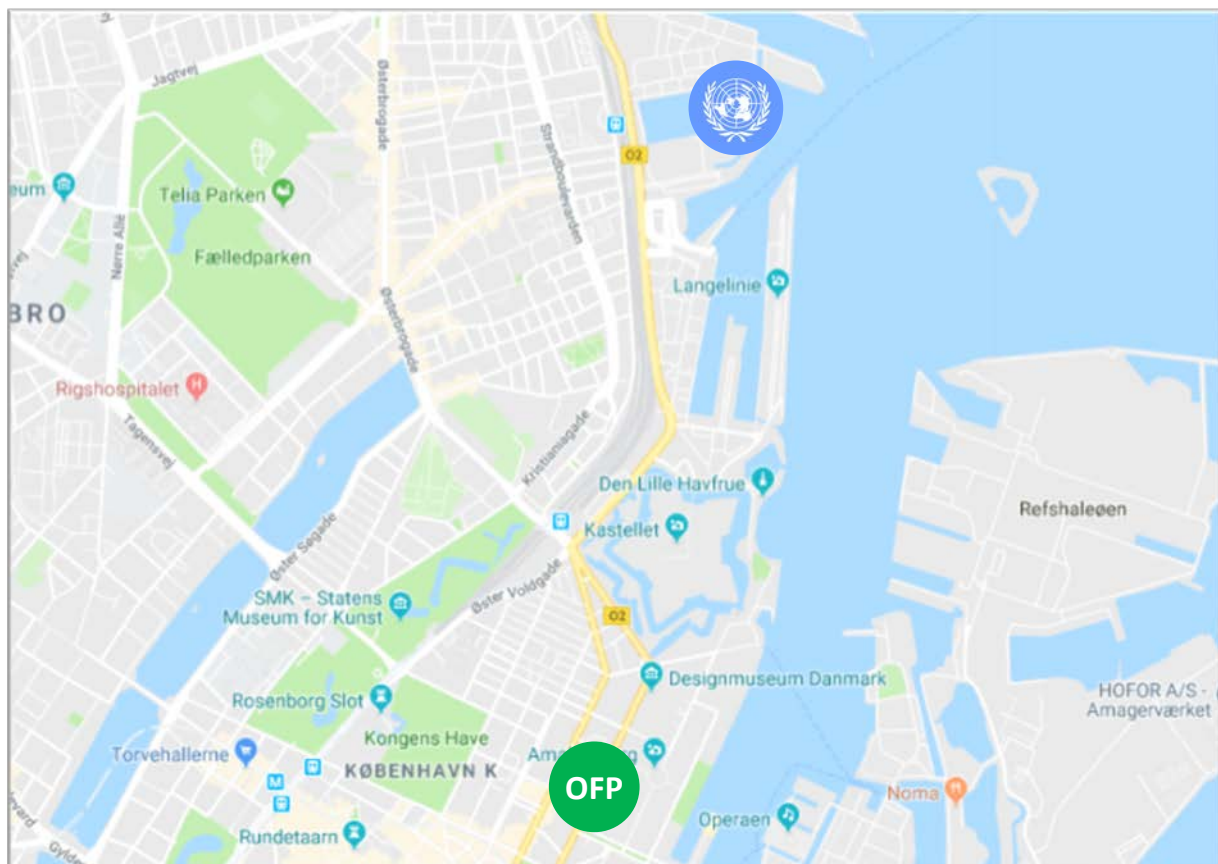 Jagtvej
Østerbrogade
Strandboulevarden
O2
eum
Telia Parken
Nørre Allé
Fælledparken
Langelinie
BRO
Østerbrogade
Rigshospitalet
H
Tagensvej
Kristianiagade
Den Lille Havfrue
Refshaleøen
Kastellet
Øster Søgade
Øster Voldgade
SMK – Statens
Museum for Kunst
O2
Designmuseum Danmark
HOFOR A/S -
Amagerværket
Rosenborg Slot
Kongens Have
Torvehallerne
KØBENHAVN K
M
OFP
Noma
Operaen
Rundetaarn